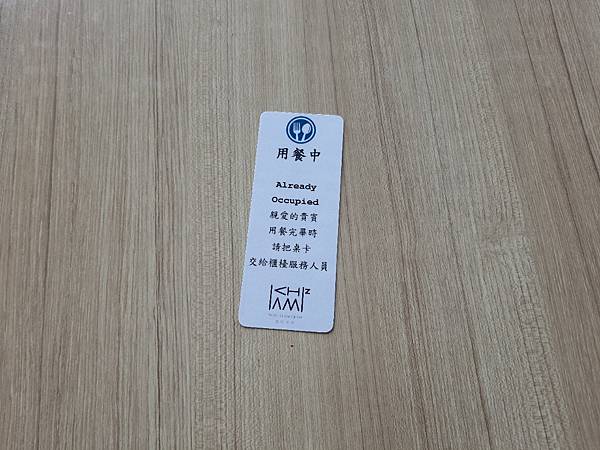 用餐中
Already
Occupied
親愛的貴賓
用餐完畢時
請把桌卡
交給櫃檯服務人員